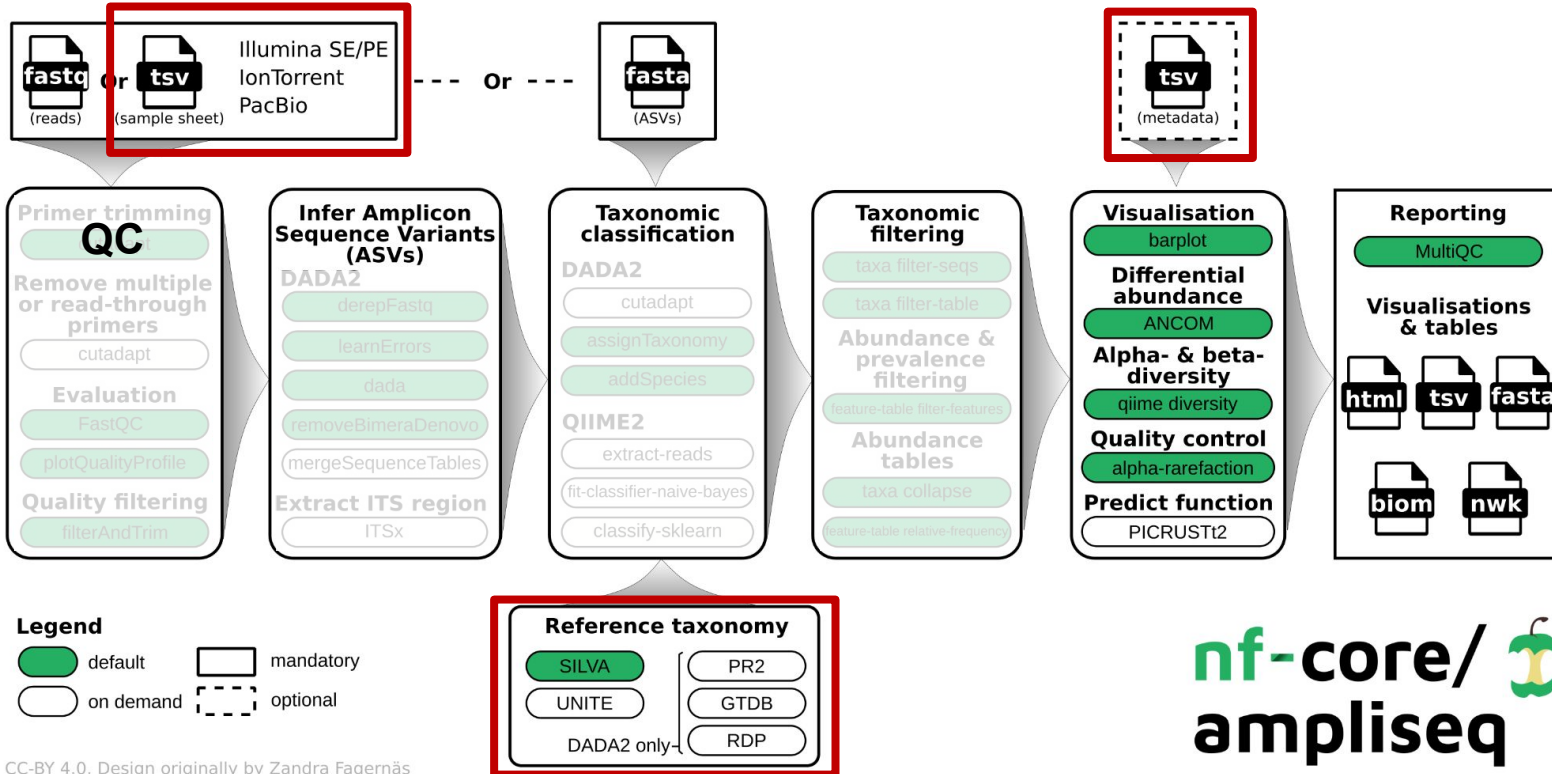 fastq
(reads)
Or
tsv
(sample sheet)
Illumina SE/PE
IonTorrent
PacBio
Or
fasta
(ASVs)
tsv
(metadata)
Primer trimming
QC
Remove multiple
or read-through
primers
cutadapt
Evaluation
FastQC
plotQualityProfile
Quality filtering
filterAndTrim
Infer Amplicon
Sequence Variants
(ASVs)
DADA2
derepFastq
learnErrors
dada
removeBimeraDenovo
mergeSequenceTables
Extract ITS region
ITSx
Taxonomic
classification
DADA2
cutadapt
assignTaxonomy
addSpecies
QIIME2
extract-reads
fit-classifier-naive-bayes
classify-sklearn
Taxonomic
filtering
taxa filter-seqs
taxa filter-table
Abundance &
prevalence
filtering
feature-table filter-features
Abundance
tables
taxa collapse
feature-table relative-frequency
Visualisation
barplot
Differential
abundance
ANCOM
Alpha- & beta-
diversity
qiime diversity
Quality control
alpha-rarefaction
Predict function
PICRUSTt2
Reporting
MultiQC
Visualisations
& tables
html
tsv
fasta
biom
nwk
Legend
default
mandatory
on demand
optional
Reference taxonomy
SILVA
PR2
UNITE
GTDB
DADA2 only
RDP
nf-core/
ampliseq
CC-BY 4.0. Design originally by Zandra Fagernäs